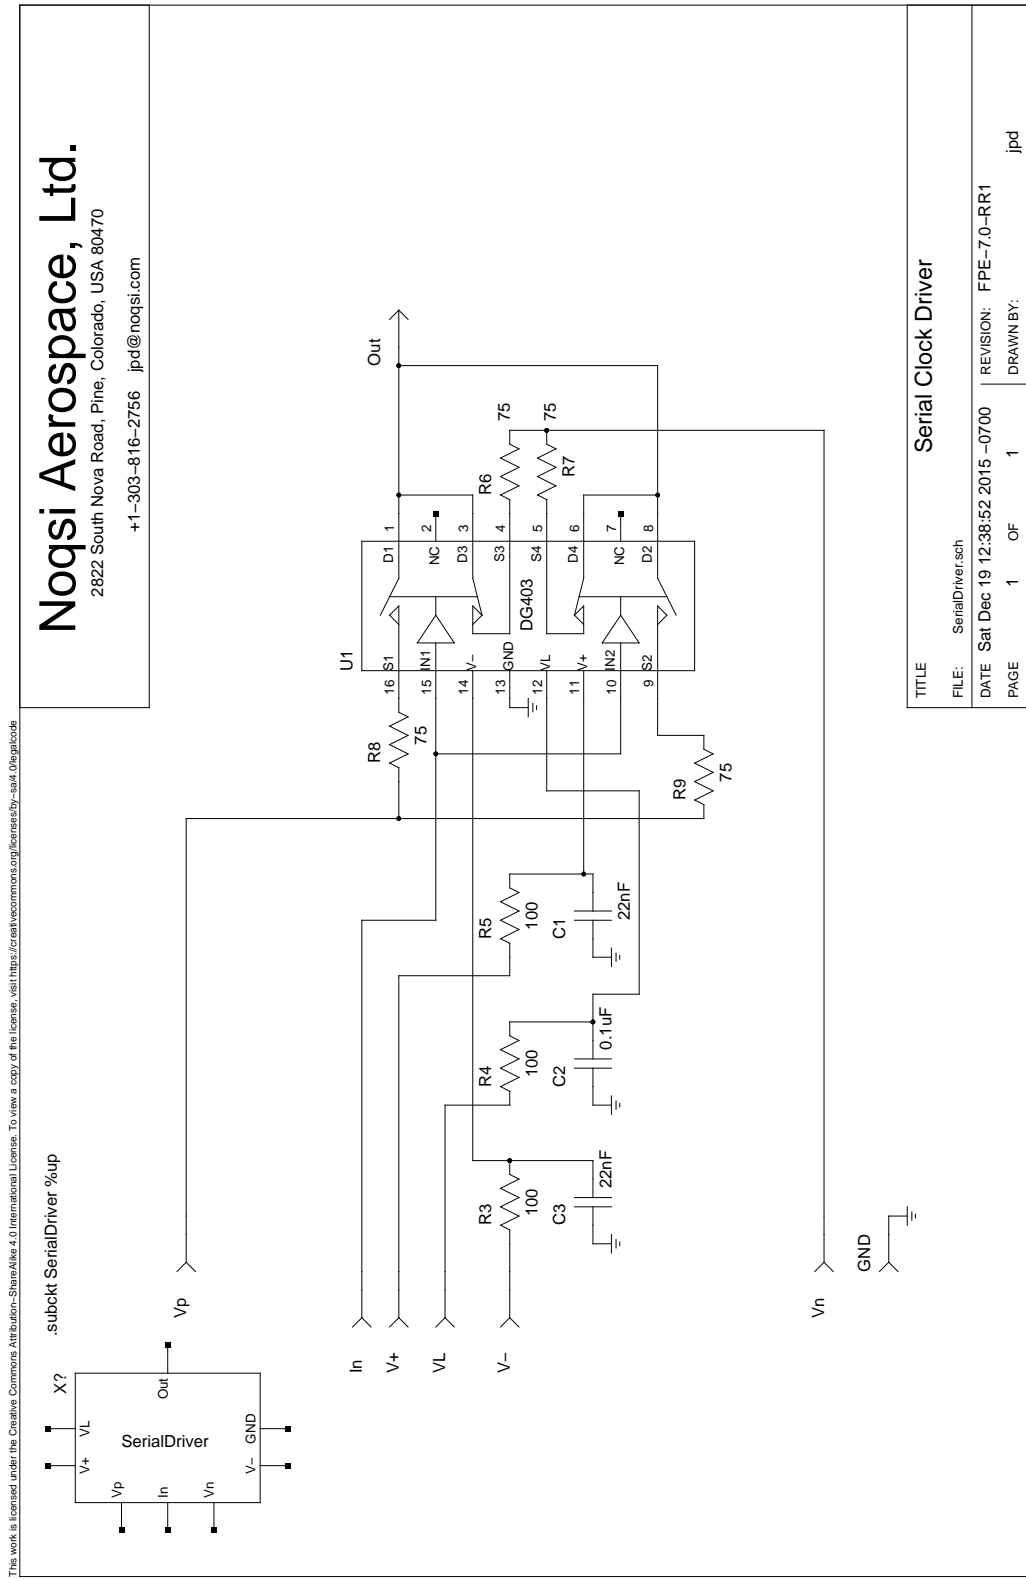 This work is licensed under the Creative Commons Attribution−ShareAlike 4.0 International License. To view a copy of the license, visit https://creativecommons.org/licenses/by−sa/4.0/legalcode
Noqsi Aerospace, Ltd.
2822 South Nova Road, Pine, Colorado, USA 80470
+1−303−816−2756 jpd@noqsi.com
.subckt SerialDriver %up
X?
V+
VL
Vp
In
Vn
Out
SerialDriver
V−
GND
Vp
In
V+
VL
V−
Vn
GND
R3
100
C3
22nF
R4
100
C2
0.1uF
R5
100
C1
22nF
R8
75
R9
75
U1
DG403
16
S1
15
IN1
14
V−
13
GND
12
VL
11
V+
10
IN2
9
S2
D1
1
NC
2
D3
3
S3
4
S4
5
D4
6
NC
7
D2
8
R6
75
R7
75
Out
TITLE
Serial Clock Driver
FILE: SerialDriver.sch
DATE Sat Dec 19 12:38:52 2015 −0700
REVISION: FPE−7.0−RR1
PAGE 1 OF 1
DRAWN BY: jpd